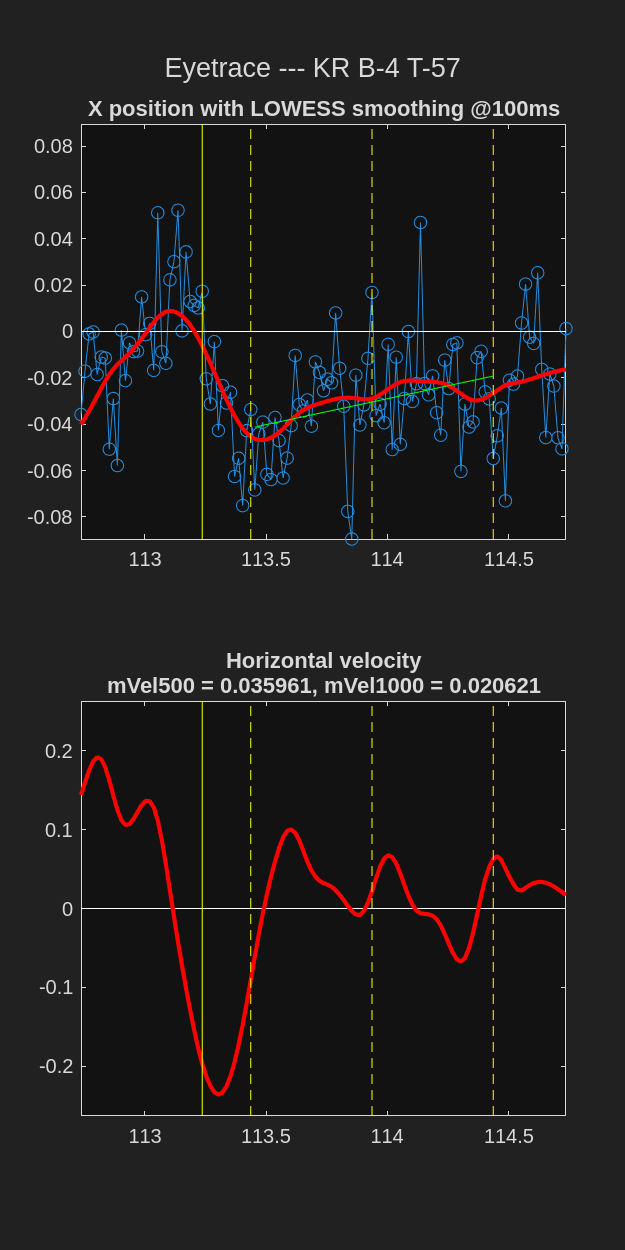 Eyetrace --- KR B-4 T-57
X position with LOWESS smoothing @100ms
0.08
0.06
0.04
0.02
0
-0.02
-0.04
-0.06
-0.08
113 113.5 114 114.5
Horizontal velocity
mVel500 = 0.035961, mVel1000 = 0.020621
0.2
0.1
0
-0.1
-0.2
113 113.5 114 114.5